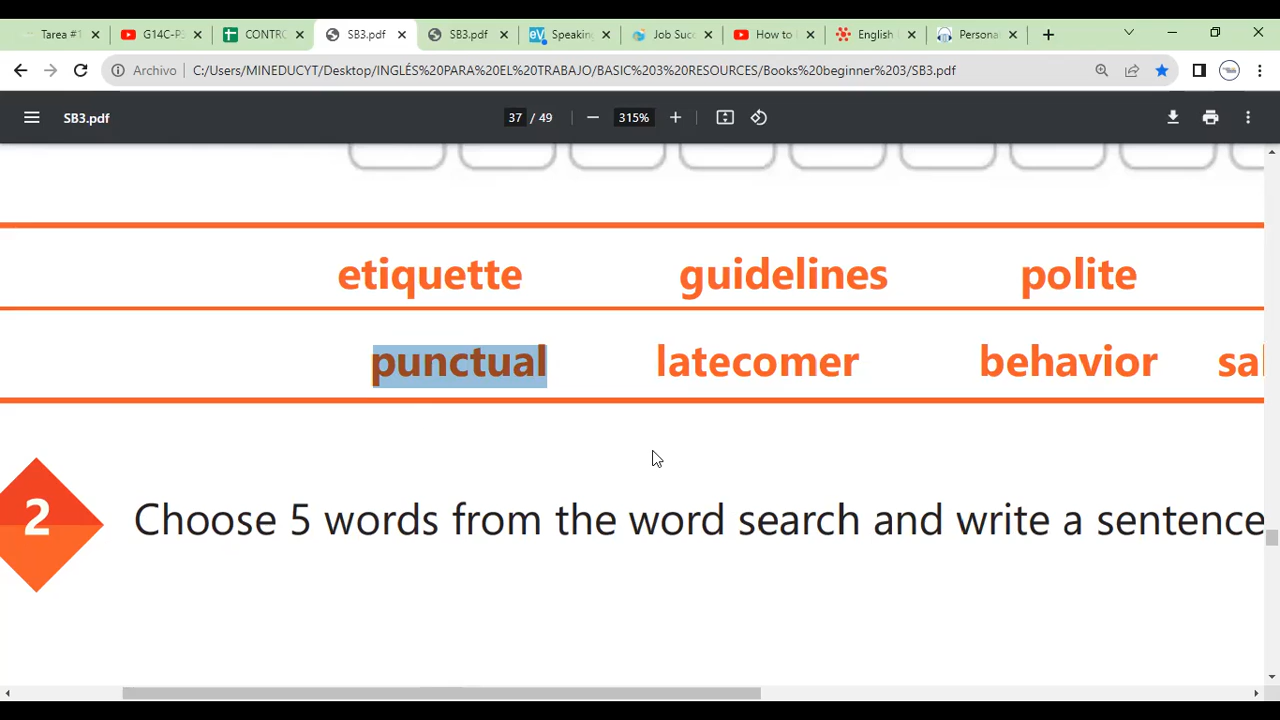 Tarea #1
G14C-P
CONTRO
SB3.pdf
SB3.pdf
Speaking
Job Suc
How to
English
Personal
Archivo
C:/Users/MINEDUCYT/Desktop/INGLÉS%20PARA%20EL%20TRABAJO/BASIC%203%20RESOURCES/Books%20beginner%203/SB3.pdf
SB3.pdf
37 / 49
315%
etiquette guidelines polite
punctual latecomer behavior sal
2 Choose 5 words from the word search and write a sentence